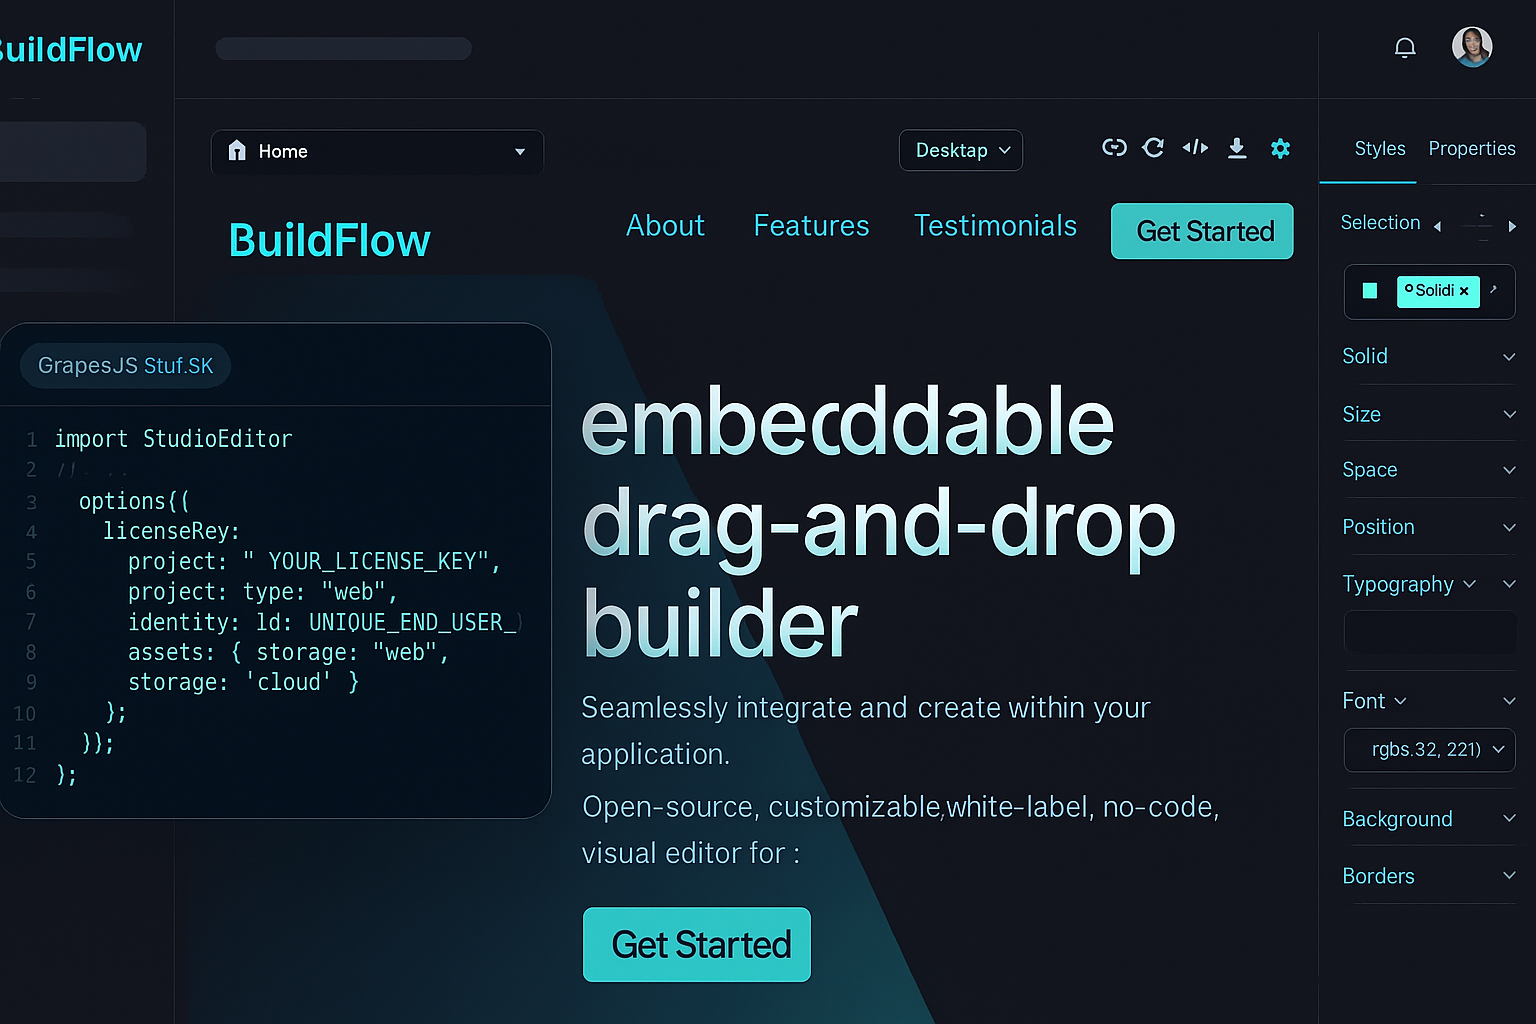 BuildFlow
Home
Desktap
Styles Properties
BuildFlow
About Features Testimonials Get Started
Selection
Solidi ×
GrapesJS Stuf.SK
Solid
Size
Space
Position
Typography
Font
rgbs.32, 221)
Background
Borders
1 import StudioEditor
2
3 options{(
4 licenseRey:
5 project: " YOUR_LICENSE_KEY",
6 project: type: "web",
7 identity: ld: UNIQUE_END_USER_)
8 assets: { storage: "web",
9 storage: 'cloud' }
10 };
11 });
12 };
embecddable
drag-and-drop
builder
Seamlessly integrate and create within your
application.
Open-source, customizable,white-label, no-code,
visual editor for :
Get Started